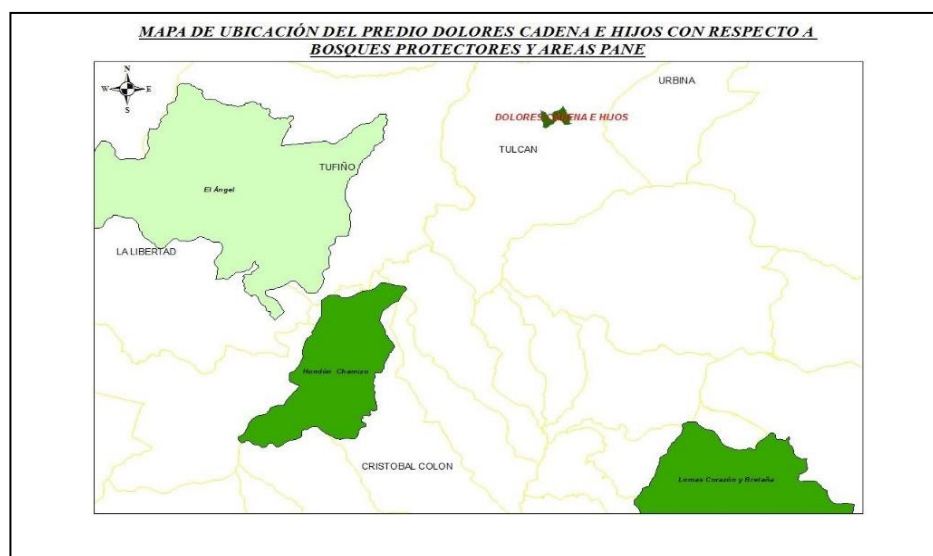 MAPA DE UBICACIÓN DEL PREDIO DOLORES CADENA E HIJOS CON RESPECTO A
BOSQUES PROTECTORES Y AREAS PANE
N
W E
S
URBINA
DOLORES CADENA E HIJOS
TULCAN
TUFIÑO
El Ángel
LA LIBERTAD
Hondón Chamizo
CRISTOBAL COLON
Lomas Corazón y Bretaña